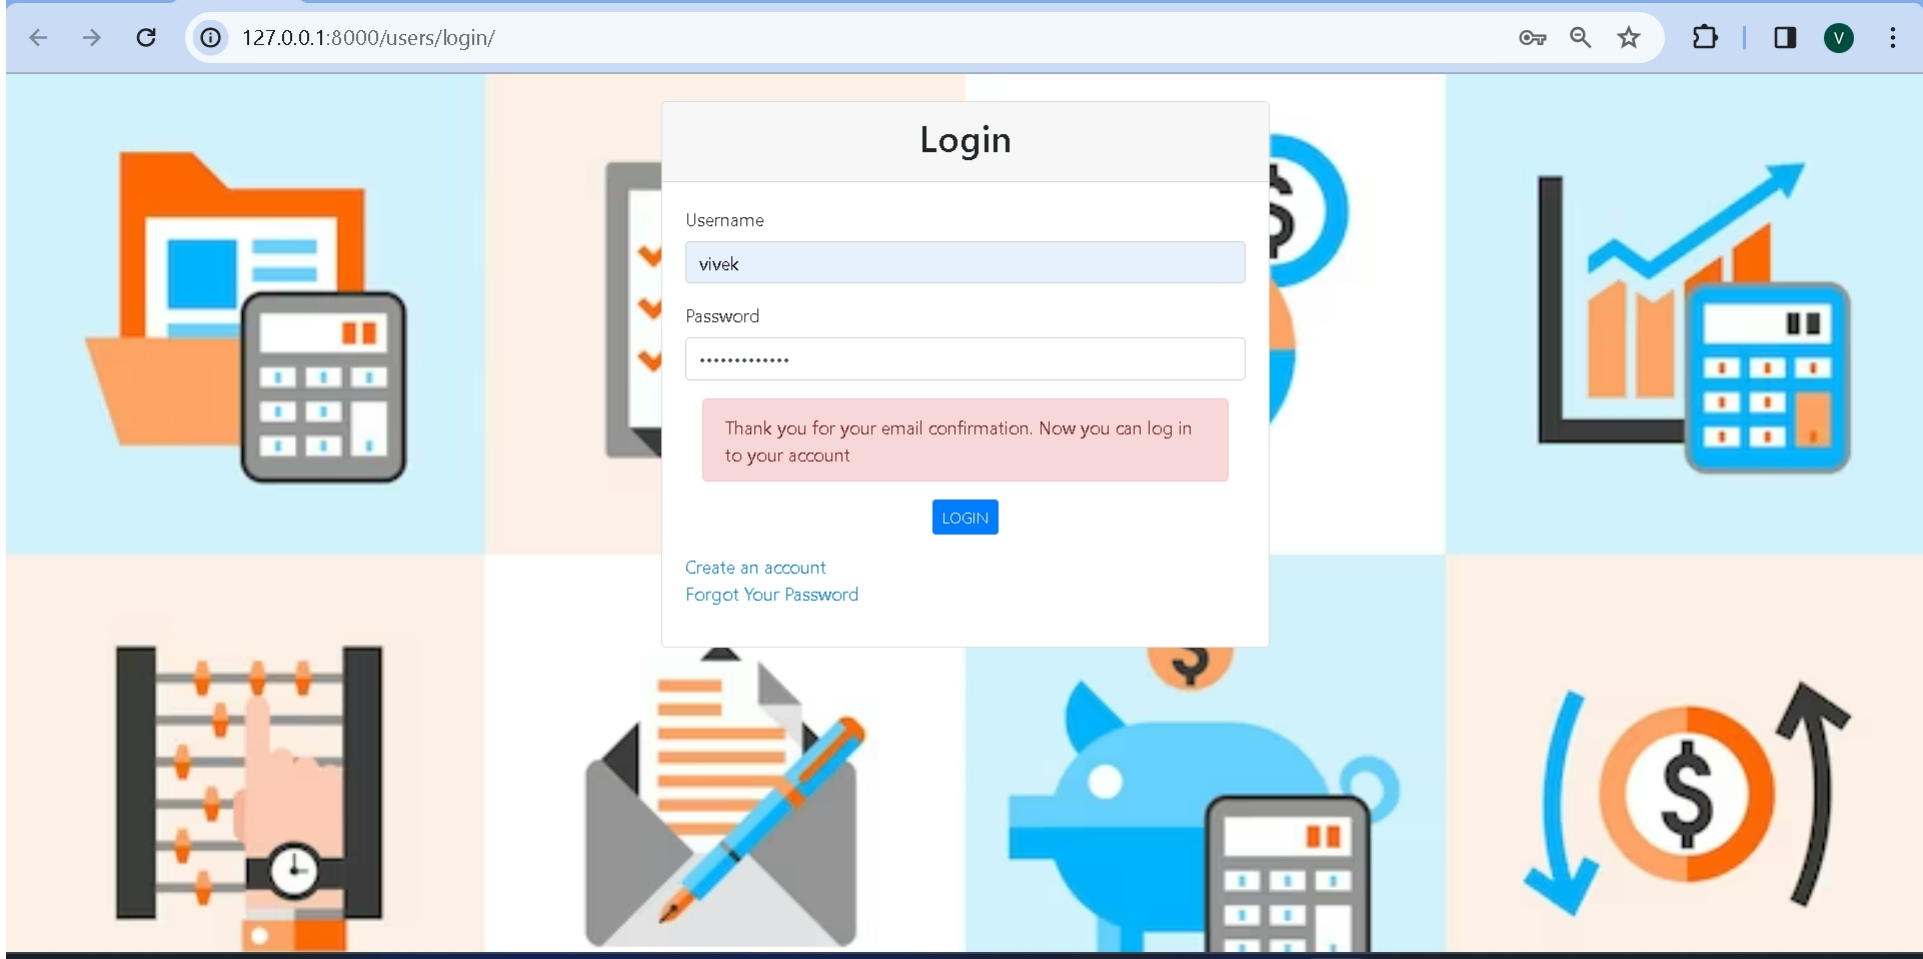 127.0.0.1:8000/users/login/
V
Login
Username
vivek
Password
•••••••••••••
Thank you for your email confirmation. Now you can log in
to your account
LOGIN
Create an account
Forgot Your Password
$
$
$